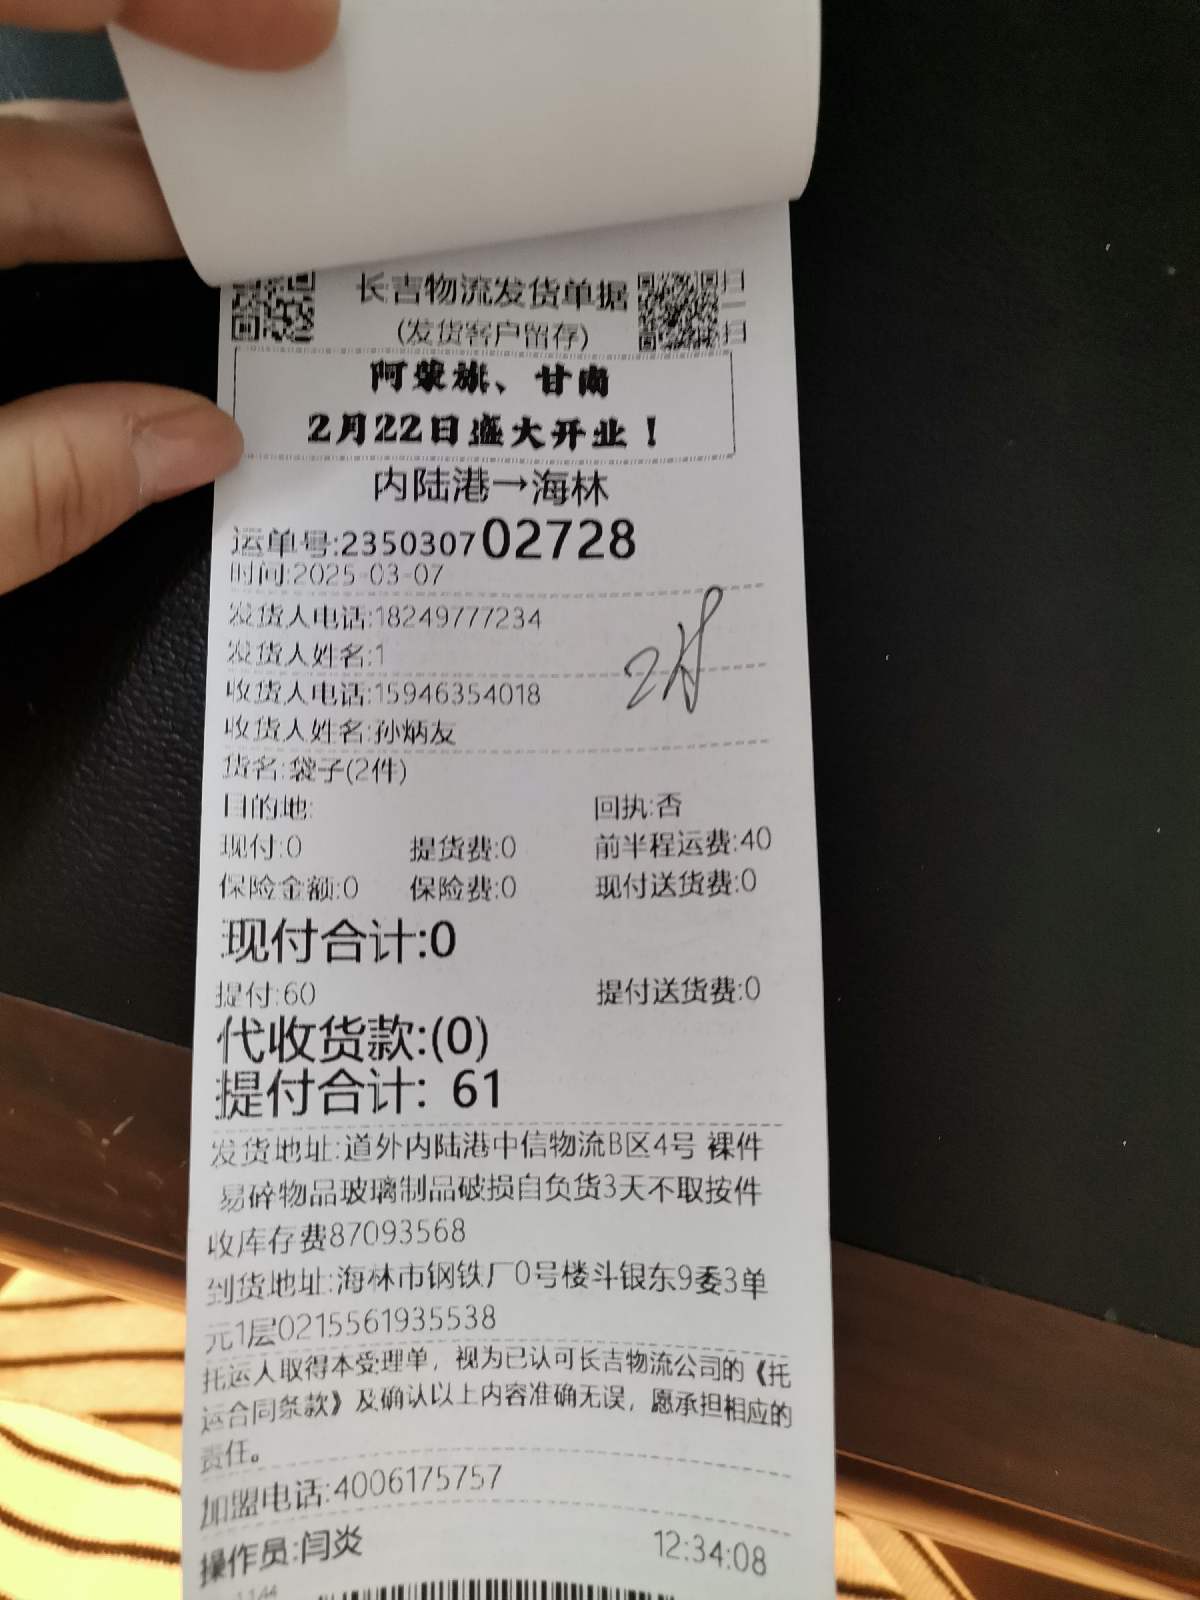 长吉物流发货单据
扫一扫
(发货客户留存)
阿荣旗、甘南
2月22日盛大开业！
内陆港→海林
运单号:235030702728
时间:2025-03-07
发货人电话:18249777234
发货人姓名:1
2件
收货人电话:15946354018
收货人姓名:孙炳友
货名:袋子(2件)
目的地: 回执:否
现付:0 提货费:0 前半程运费:40
保险金额:0 保险费:0 现付送货费:0
现付合计:0
提付:60 提付送货费:0
代收货款:(0)
提付合计: 61
发货地址:道外内陆港中信物流B区4号 裸件
易碎物品玻璃制品破损自负货3天不取按件
收库存费87093568
到货地址:海林市钢铁厂0号楼斗银东9委3单
元1层0215561935538
托运人取得本受理单，视为已认可长吉物流公司的《托
运合同条款》及确认以上内容准确无误，愿承担相应的
责任。
加盟电话:4006175757
操作员:闫炎 12:34:08